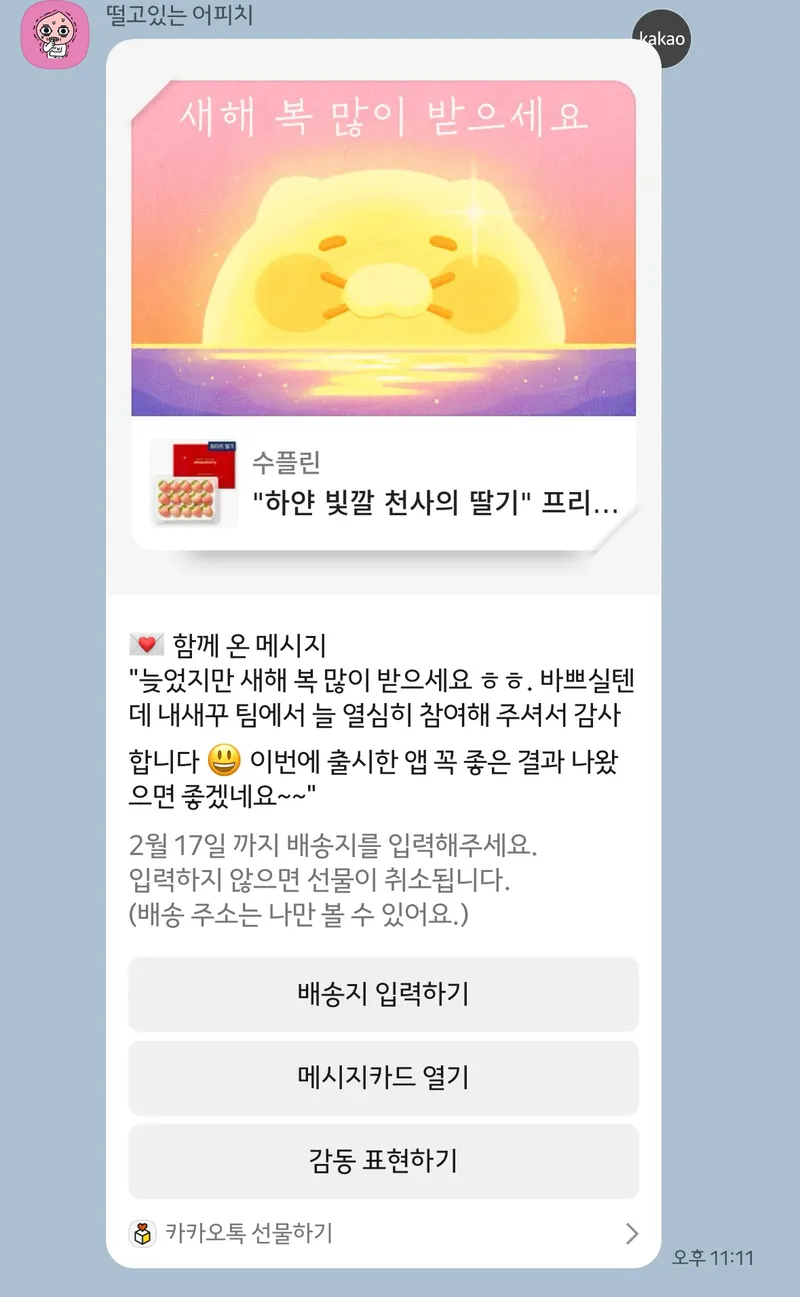 떨고있는 어피치
kakao
새해 복 많이 받으세요
수플린
"하얀 빛깔 천사의 딸기" 프리...
💌 함께 온 메시지
"늦었지만 새해 복 많이 받으세요 ㅎㅎ. 바쁘실텐
데 내새꾸 팀에서 늘 열심히 참여해 주셔서 감사
합니다 😃 이번에 출시한 앱 꼭 좋은 결과 나왔
으면 좋겠네요~~"
2월 17일 까지 배송지를 입력해주세요.
입력하지 않으면 선물이 취소됩니다.
(배송 주소는 나만 볼 수 있어요.)
배송지 입력하기
메시지카드 열기
감동 표현하기
카카오톡 선물하기
오후 11:11